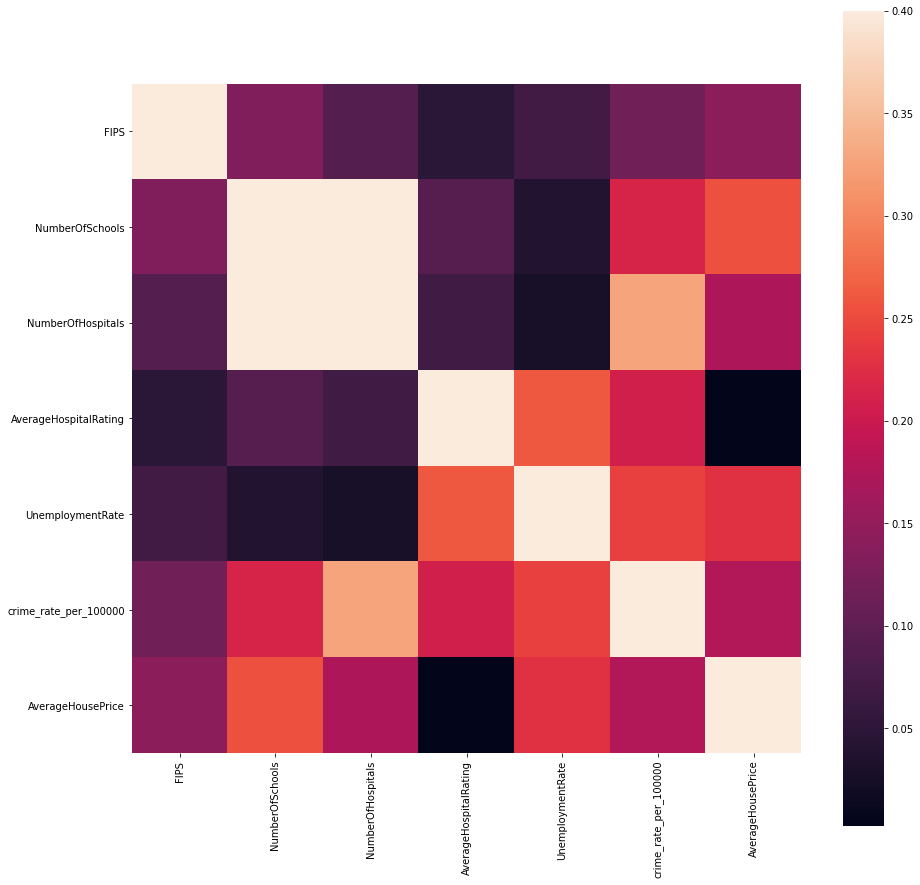 0.40
FIPS
0.35
NumberOfSchools
0.30
NumberOfHospitals
0.25
AverageHospitalRating
0.20
UnemploymentRate
0.15
crime_rate_per_100000
0.10
AverageHousePrice
0.05
FIPS
NumberOfSchools
NumberOfHospitals
AverageHospitalRating
UnemploymentRate
crime_rate_per_100000
AverageHousePrice